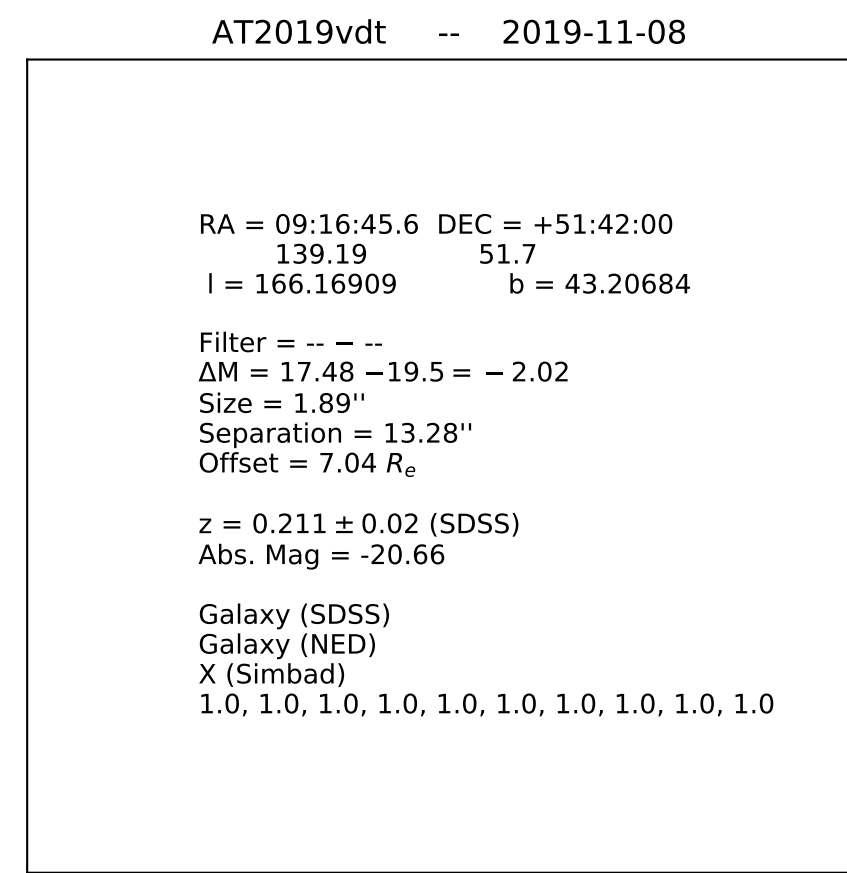 AT2019vdt -- 2019-11-08
RA = 09:16:45.6 DEC = +51:42:00
139.19 51.7
l = 166.16909 b = 43.20684
Filter = -- − --
ΔM = 17.48 −19.5 = − 2.02
Size = 1.89''
Separation = 13.28''
Offset = 7.04 Rₑ
z = 0.211 ± 0.02 (SDSS)
Abs. Mag = -20.66
Galaxy (SDSS)
Galaxy (NED)
X (Simbad)
1.0, 1.0, 1.0, 1.0, 1.0, 1.0, 1.0, 1.0, 1.0, 1.0